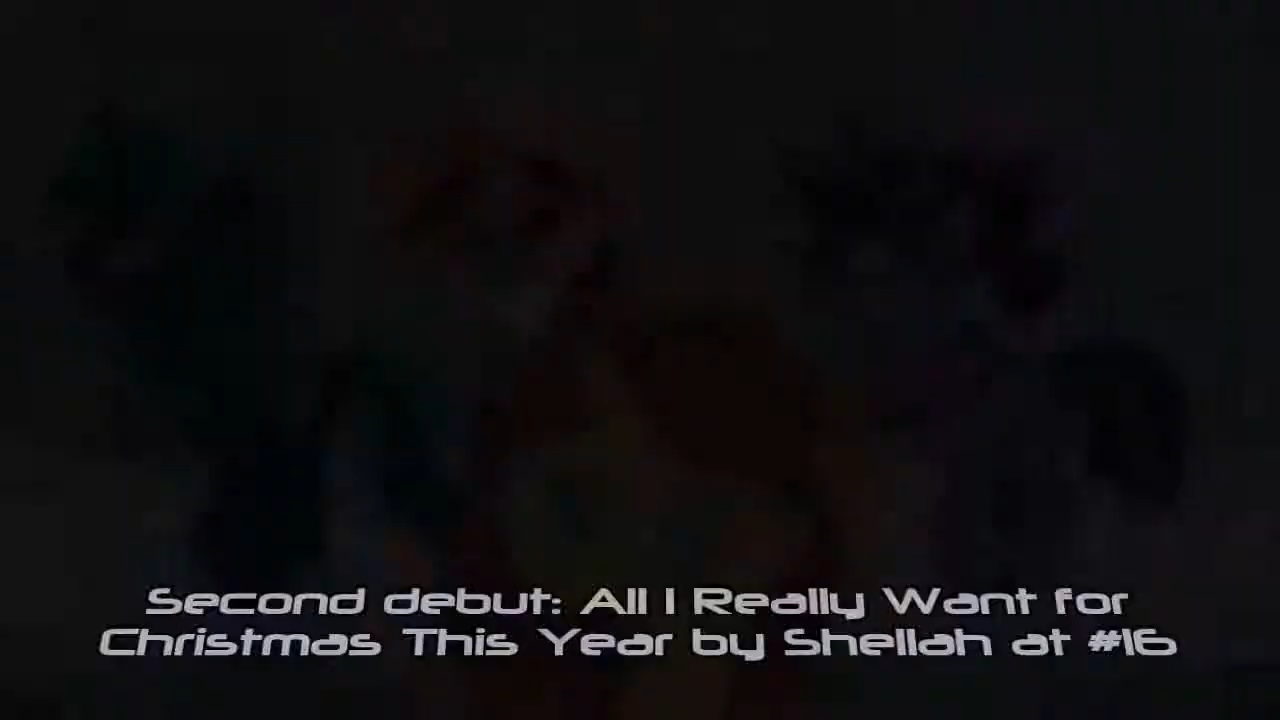 Second debut: All I Really Want for
Christmas This Year by Shellah at #16